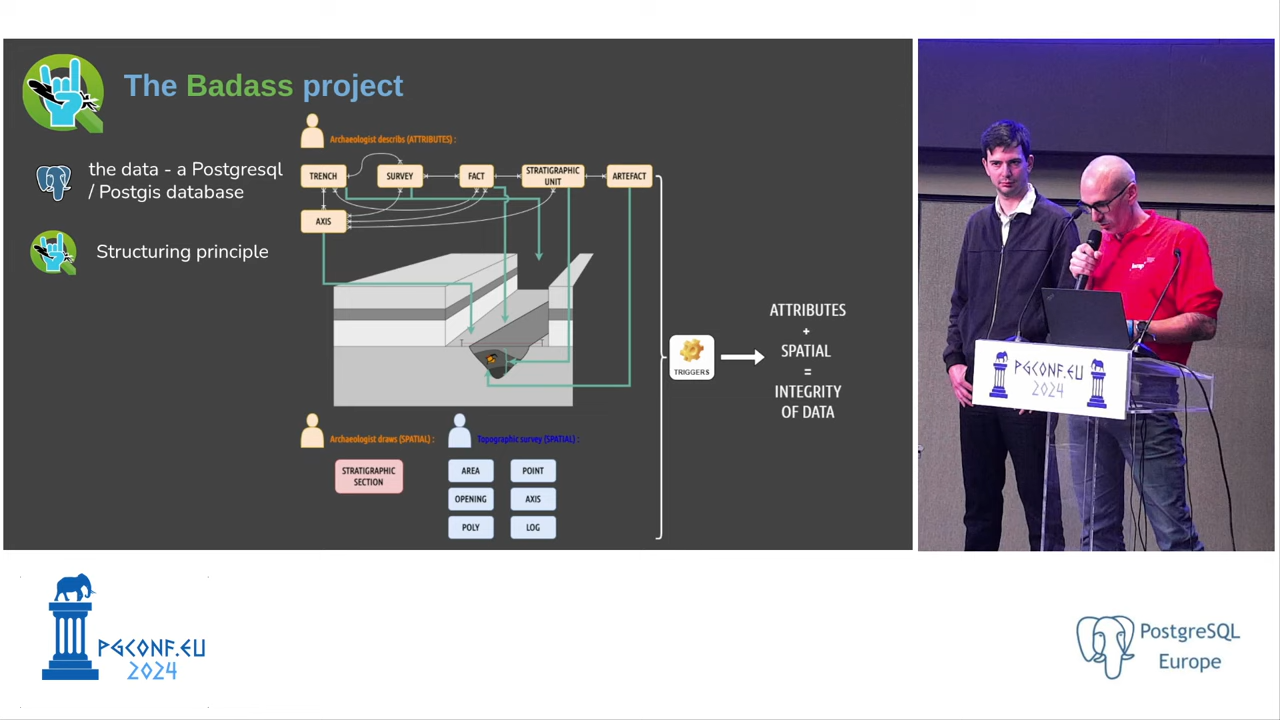 The Badass project
the data - a Postgresql
/ Postgis database
Structuring principle
Archaeologist describs (ATTRIBUTES) :
TRENCH
SURVEY
FACT
STRATIGRAPHIC
UNIT
ARTEFACT
AXIS
TRIGGERS
ATTRIBUTES
+
SPATIAL
=
INTEGRITY
OF DATA
Archaeologist draws (SPATIAL) :
Topographic survey (SPATIAL) :
STRATIGRAPHIC
SECTION
AREA
POINT
OPENING
AXIS
POLY
LOG
PGCONF.EU
2024
PGCONF.EU
2024
PostgreSQL
Europe